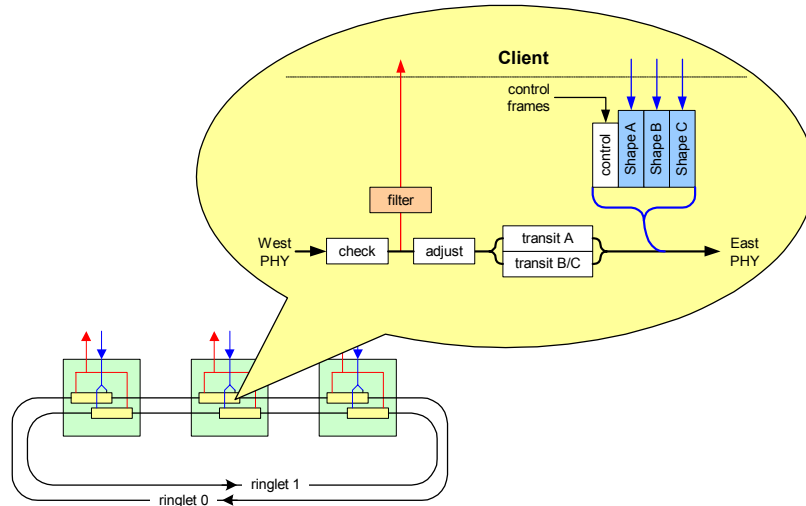 Client
control
frames
control
Shape A
Shape B
Shape C
filter
West
PHY
check
adjust
transit A
transit B/C
East
PHY
ringlet 1
ringlet 0